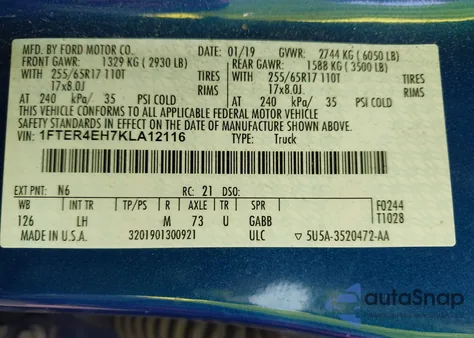 MFD. BY FORD MOTOR CO.
DATE: 01/19 GVWR: 2744 KG (6050 LB)
FRONT GAWR: 1329 KG (2930 LB) REAR GAWR: 1588 KG (3500 LB)
WITH 255/65R17 110T TIRES WITH 255/65R17 110T TIRES
17x8.0J RIMS 17x8.0J RIMS
AT 240 kPa/ 35 PSI COLD AT 240 kPa/ 35 PSI COLD
THIS VEHICLE CONFORMS TO ALL APPLICABLE FEDERAL MOTOR VEHICLE
SAFETY STANDARDS IN EFFECT ON THE DATE OF MANUFACTURE SHOWN ABOVE.
VIN: 1FTER4EH7KLA12116 TYPE: Truck
EXT PNT: N6 RC: 21 DSO:
WB INT TR TP/PS R AXLE TR SPR F0244
126 LH M 73 U GABB T1028
MADE IN U.S.A. 3201901300921 ULC ▽ 5U5A-3520472-AA
autoSnap